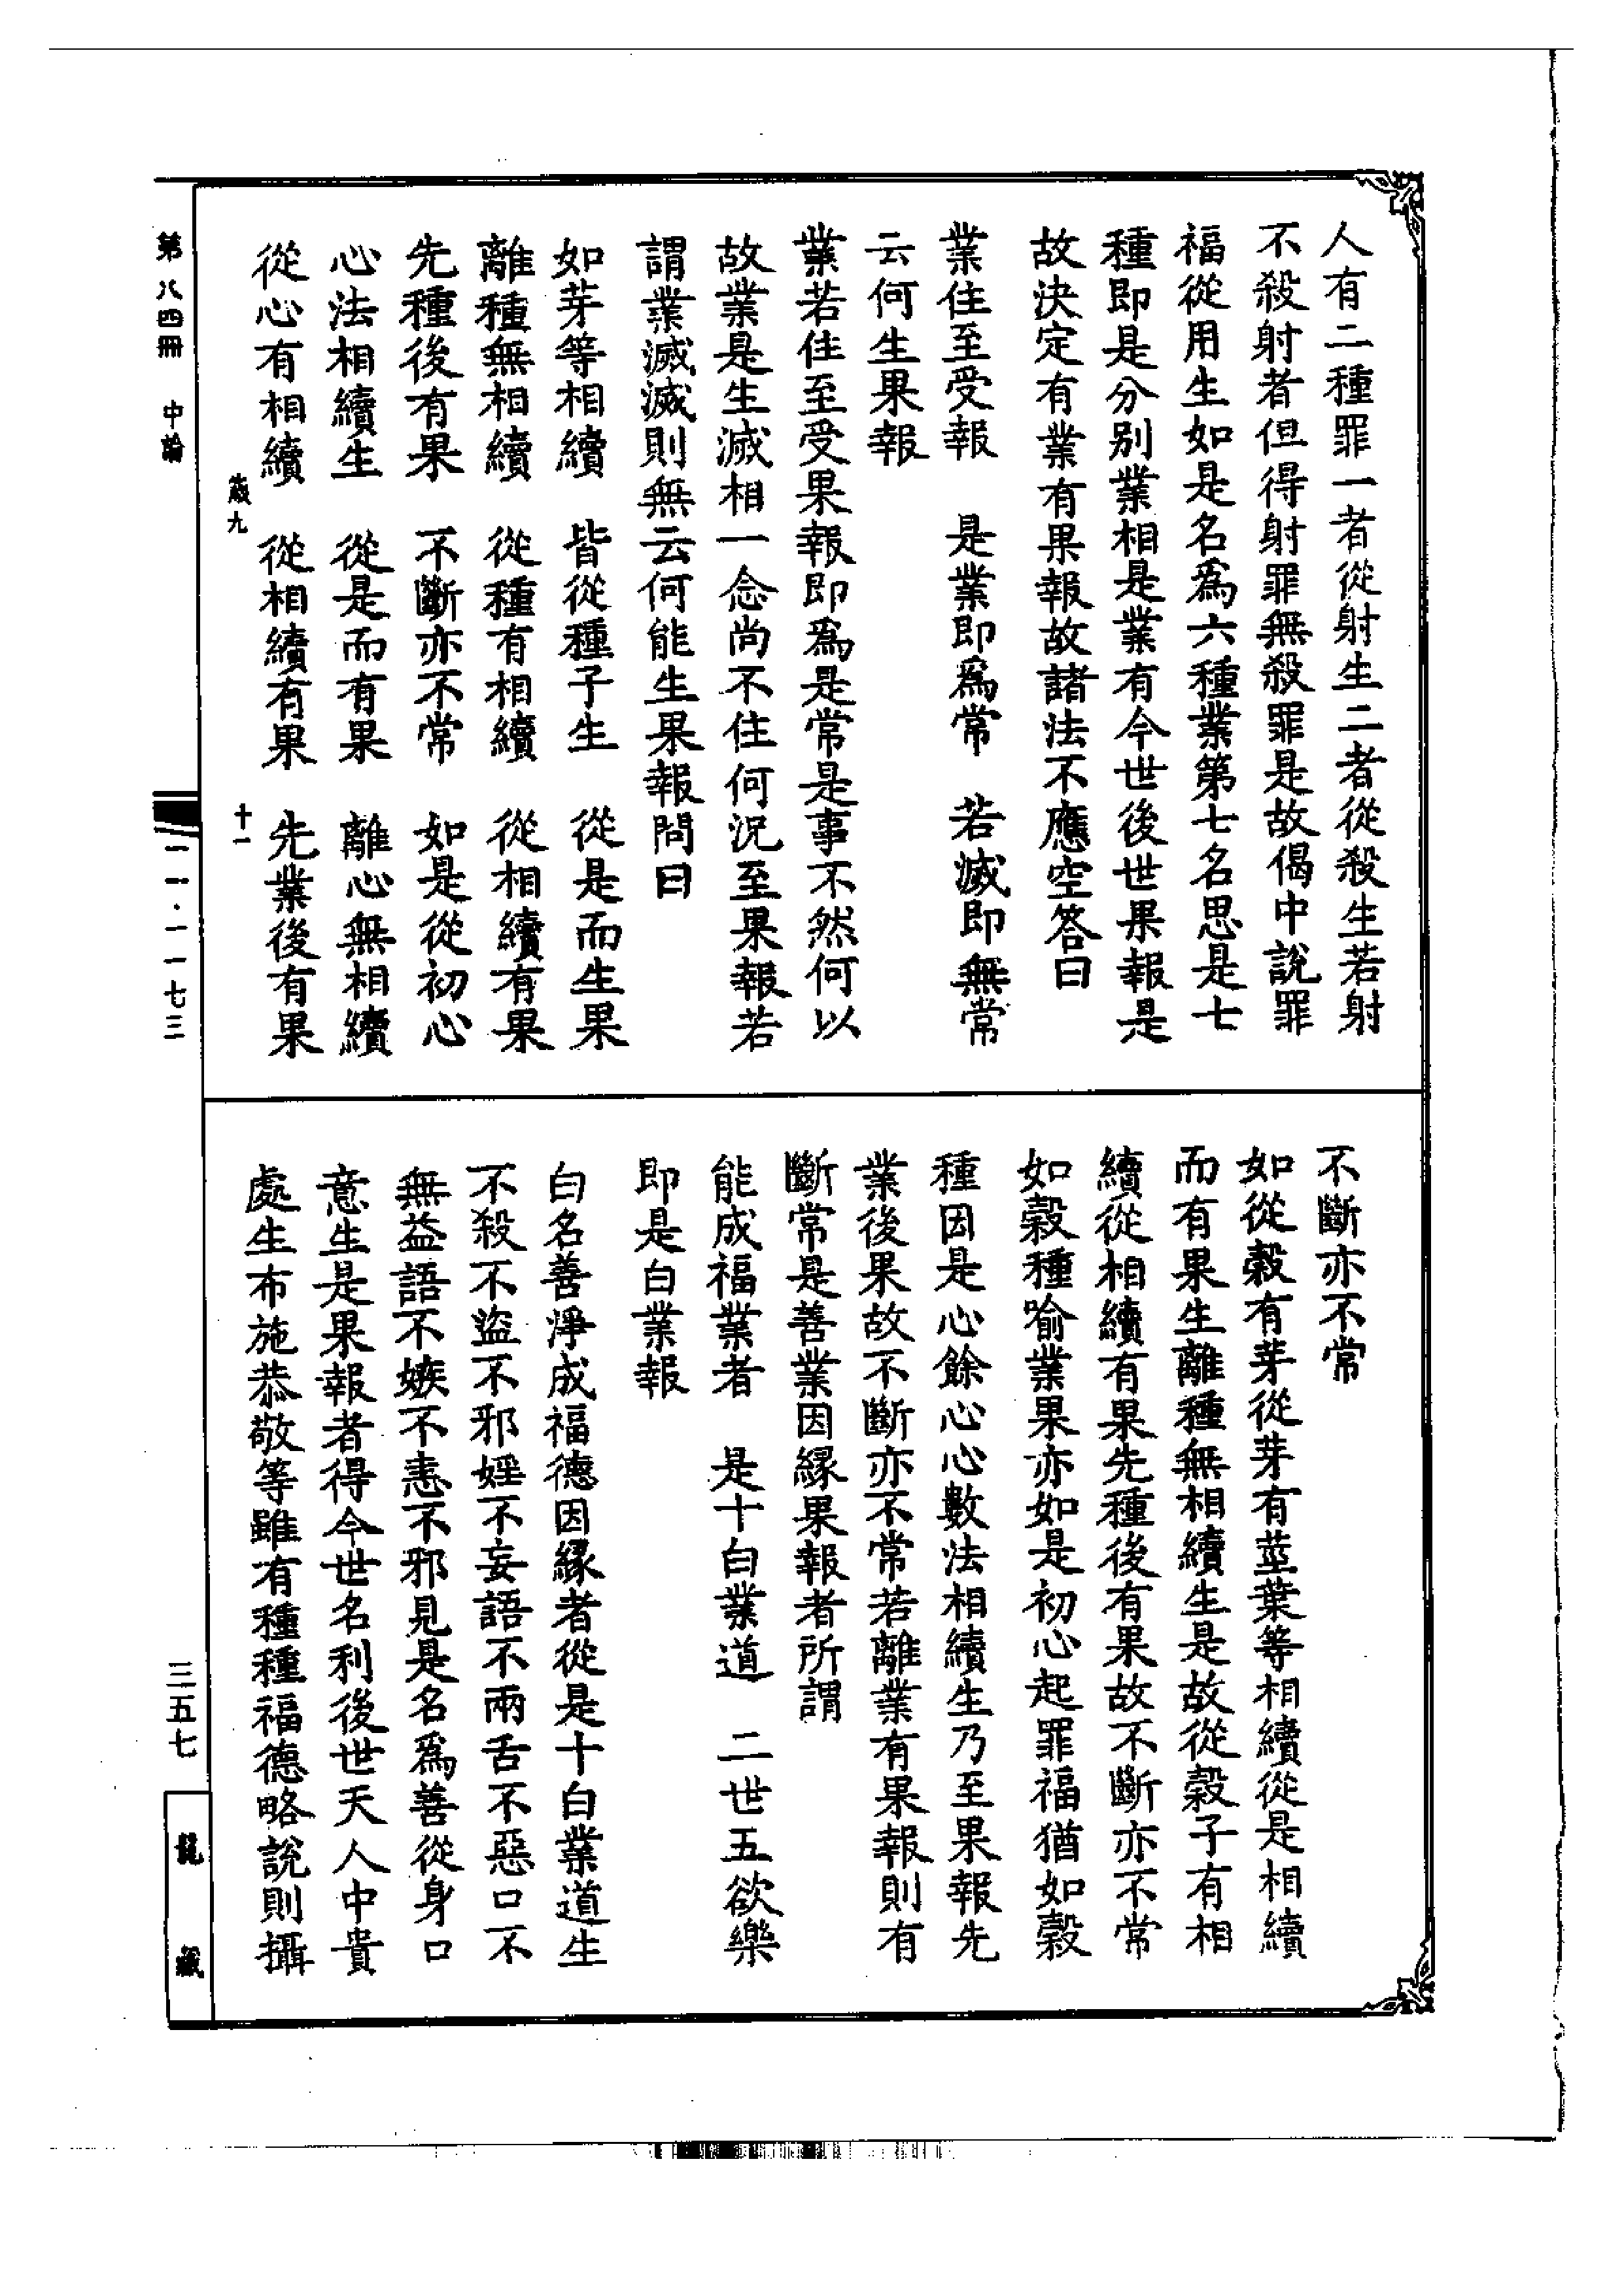 人有二種罪一者從射生二者從殺生若射
不殺射者但得射罪無殺罪是故偈中說罪
福從用生如是名爲六種業第七名思是七
種即是分別業相是業有今世後世果報是
故決定有業有果報故諸法不應空答曰
業住至受報　是業即爲常　若滅即無常
云何生果報
業若住至受果報即爲是常是事不然何以
故業是生滅相一念尚不住何況至果報若
謂業滅滅則無云何能生果報問曰
如芽等相續　皆從種子生　從是而生果
離種無相續　從種有相續　從相續有果
先種後有果　不斷亦不常　如是從初心
心法相續生　從是而有果　離心無相續
從心有相續　從相續有果　先業後有果
不斷亦不常
如從穀有芽從芽有莖葉等相續從是相續
而有果生離種無相續生是故從穀子有相
續從相續有果先種後有果故不斷亦不常
如穀種喻業果亦如是初心起罪福猶如穀
種因是心餘心心數法相續生乃至果報先
業後果故不斷亦不常若離業有果報則有
斷常是善業因緣果報者所謂
能成福業者　是十白業道　二世五欲樂
即是白業報
白名善淨成福德因緣者從是十白業道生
不殺不盜不邪婬不妄語不兩舌不惡口不
無益語不嫉不恚不邪見是名爲善從身口
意生是果報者得今世名利後世天人中貴
處生布施恭敬等雖有種種福德略說則攝
第八四冊　中論
九
十一
一一·一一七三
三五七
龍藏